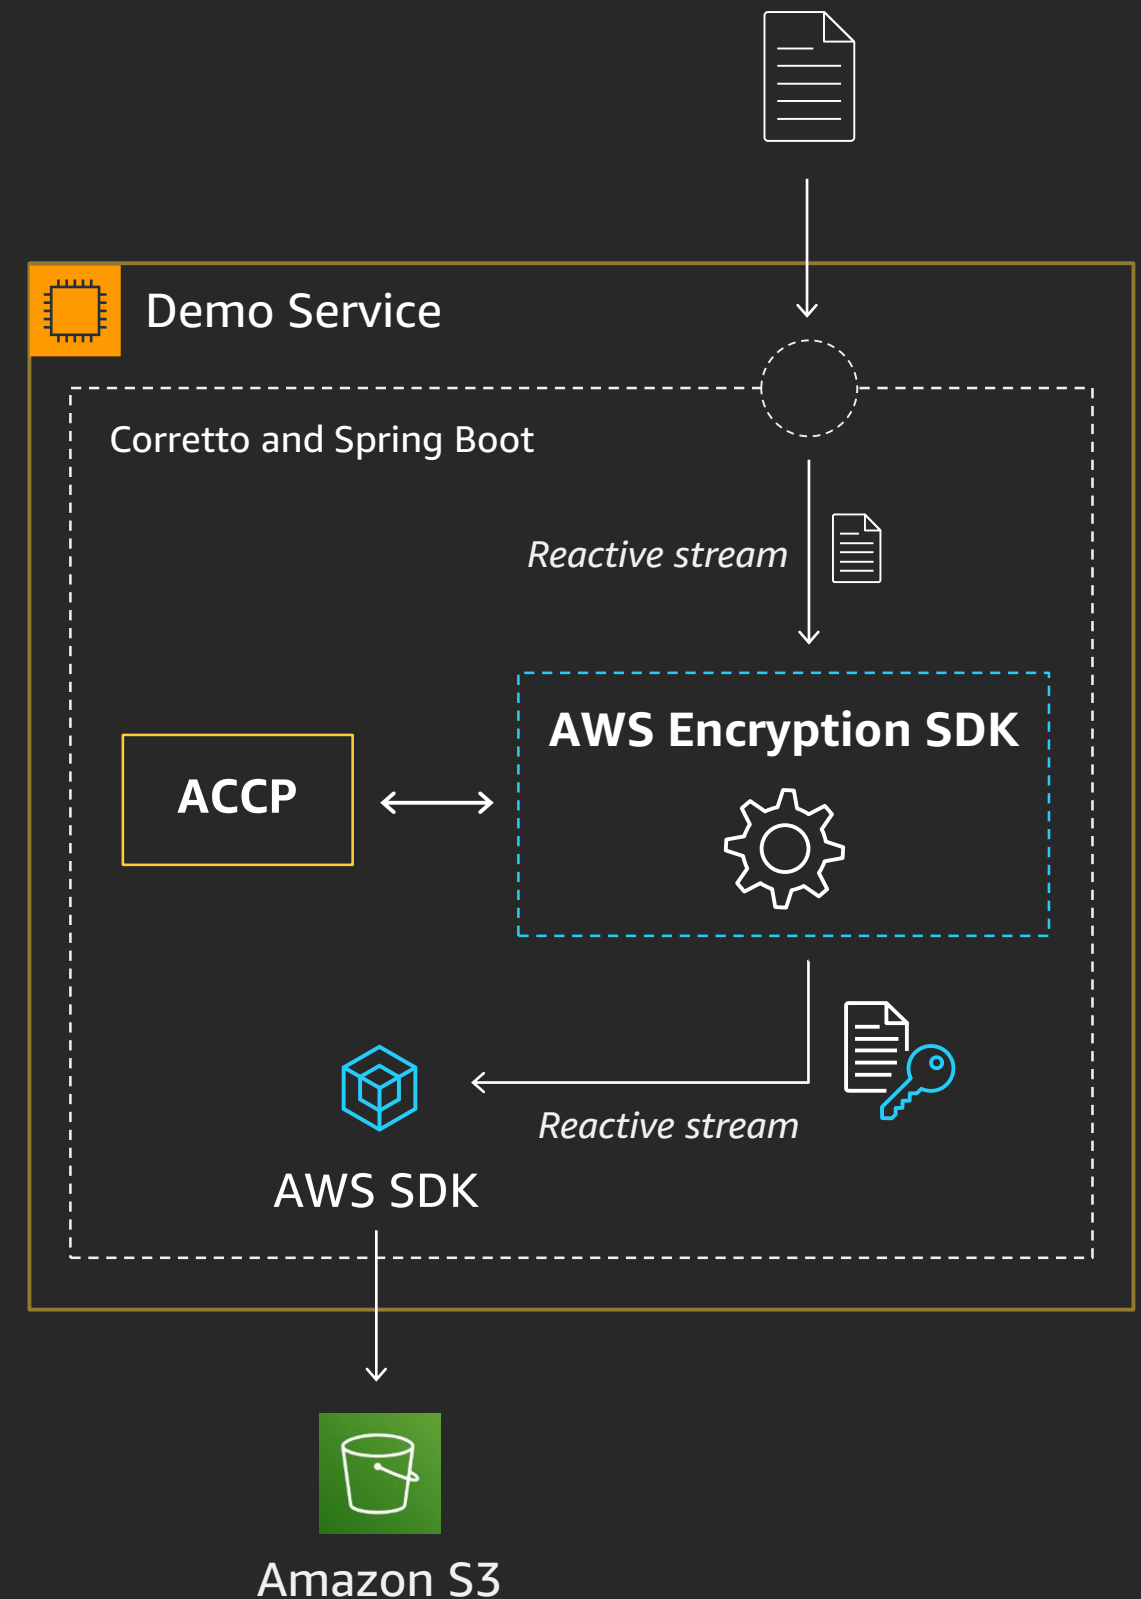 Demo Service
Corretto and Spring Boot
Reactive stream
AWS Encryption SDK
ACCP
Reactive stream
AWS SDK
Amazon S3